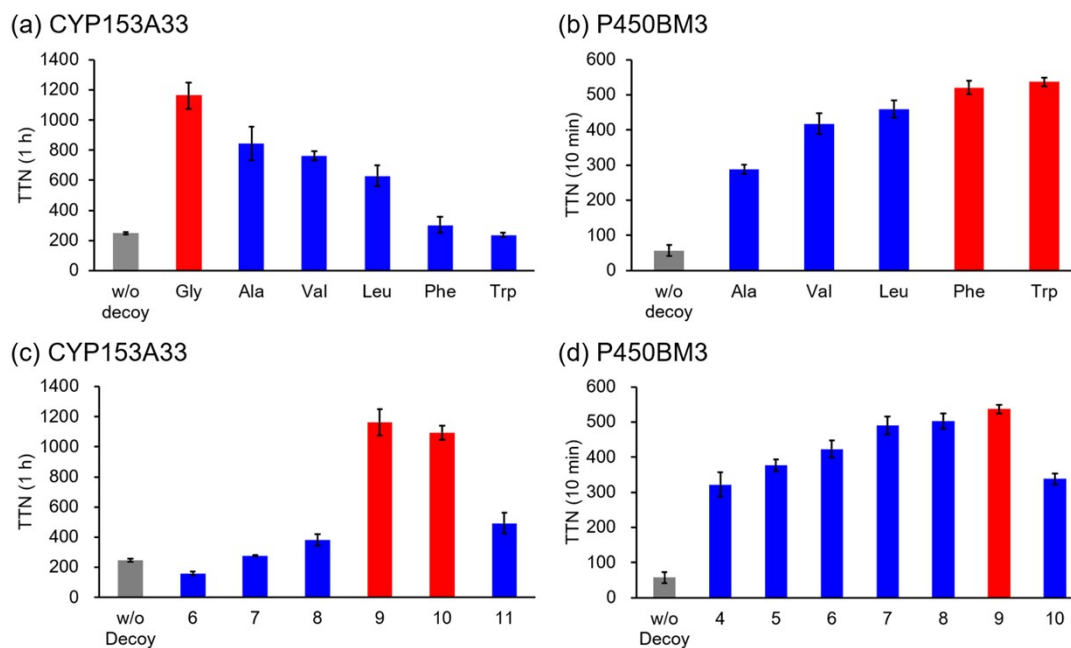 (a) CYP153A33
TTN (1 h)
1400
1200
1000
800
600
400
200
0
w/o decoy Gly Ala Val Leu Phe Trp
(b) P450BM3
TTN (10 min)
600
500
400
300
200
100
0
w/o decoy Ala Val Leu Phe Trp
(c) CYP153A33
TTN (1 h)
1400
1200
1000
800
600
400
200
0
w/o Decoy 6 7 8 9 10 11
(d) P450BM3
TTN (10 min)
600
500
400
300
200
100
0
w/o Decoy 4 5 6 7 8 9 10